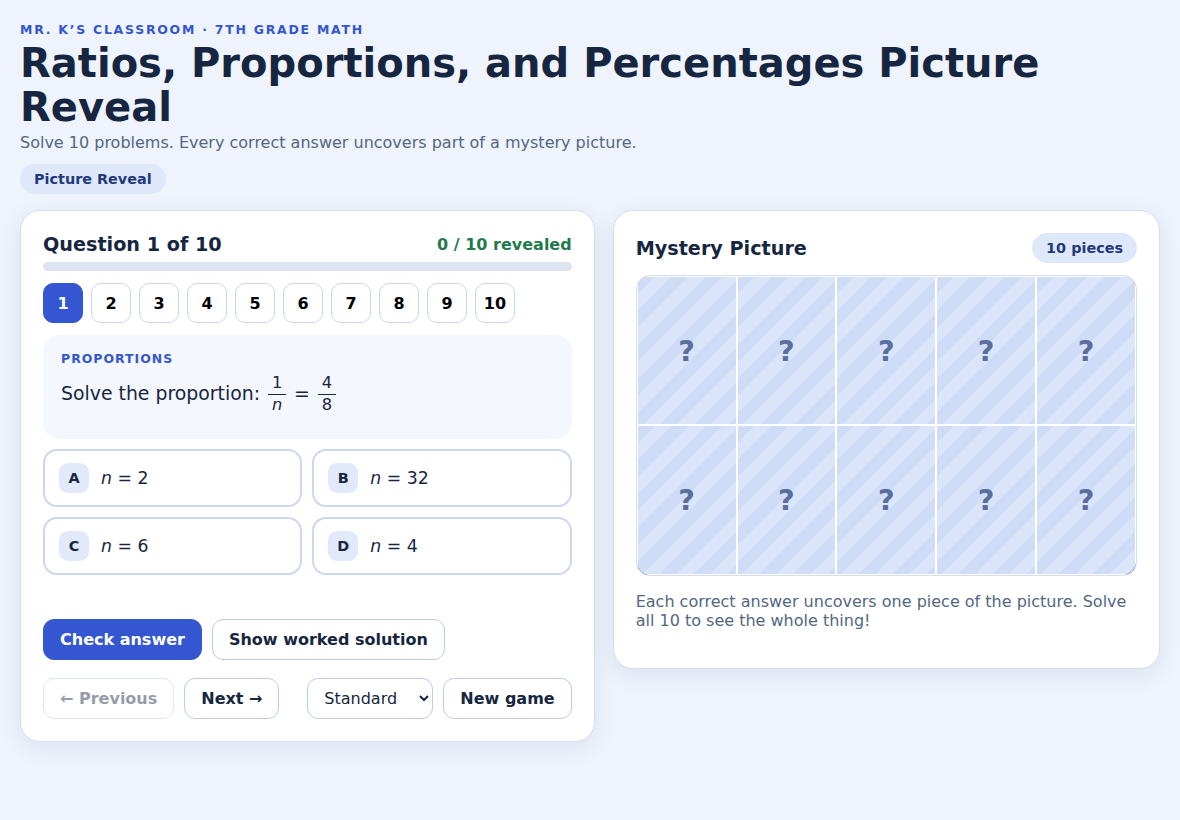 MR. K’S CLASSROOM · 7TH GRADE MATH
Ratios, Proportions, and Percentages Picture
Reveal
Solve 10 problems. Every correct answer uncovers part of a mystery picture.
Picture Reveal
Question 1 of 10
0 / 10 revealed
1 2 3 4 5 6 7 8 9 10
PROPORTIONS
Solve the proportion: 1/n = 4/8
A n = 2
B n = 32
C n = 6
D n = 4
Check answer
Show worked solution
← Previous
Next →
Standard
New game
Mystery Picture
10 pieces
? ? ? ? ?
? ? ? ? ?
Each correct answer uncovers one piece of the picture. Solve
all 10 to see the whole thing!